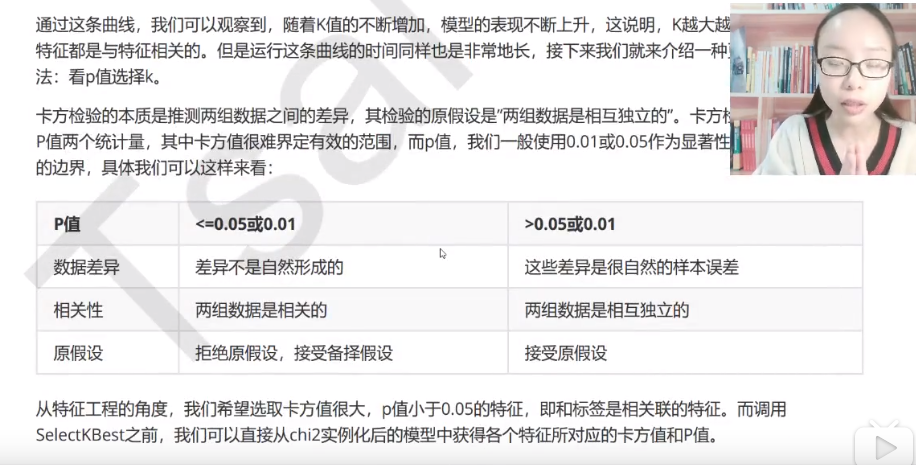 通过这条曲线，我们可以观察到，随着K值的不断增加，模型的表现不断上升，这说明，K越大越
特征都是与特征相关的。但是运行这条曲线的时间同样也是非常地长，接下来我们就来介绍一种
法：看p值选择k。
卡方检验的本质是推测两组数据之间的差异，其检验的原假设是”两组数据是相互独立的”。卡方
P值两个统计量，其中卡方值很难界定有效的范围，而p值，我们一般使用0.01或0.05作为显著性
的边界，具体我们可以这样来看：
P值 <=0.05或0.01 >0.05或0.01
数据差异 差异不是自然形成的 这些差异是很自然的样本误差
相关性 两组数据是相关的 两组数据是相互独立的
原假设 拒绝原假设，接受备择假设 接受原假设
从特征工程的角度，我们希望选取卡方值很大，p值小于0.05的特征，即和标签是相关联的特征。而调用
SelectKBest之前，我们可以直接从chi2实例化后的模型中获得各个特征所对应的卡方值和P值。
Tsai